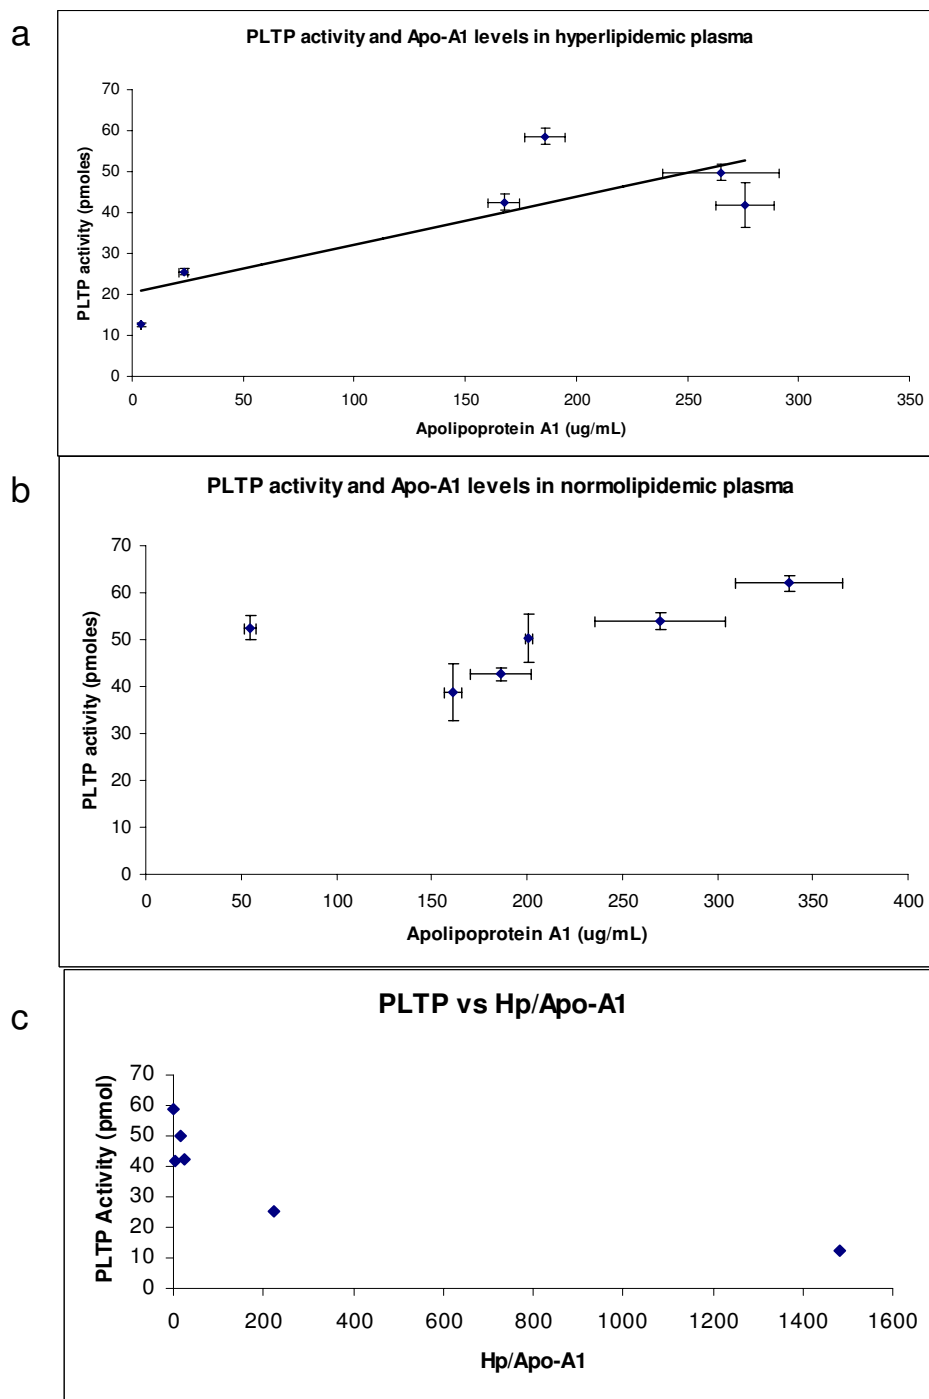 a
PLTP activity and Apo-A1 levels in hyperlipidemic plasma
70
60
50
40
30
20
10
0
PLTP activity (pmoles)
0 50 100 150 200 250 300 350
Apolipoprotein A1 (ug/mL)
b
PLTP activity and Apo-A1 levels in normolipidemic plasma
70
60
50
40
30
20
10
0
PLTP activity (pmoles)
0 50 100 150 200 250 300 350 400
Apolipoprotein A1 (ug/mL)
c
PLTP vs Hp/Apo-A1
70
60
50
40
30
20
10
0
PLTP Activity (pmol)
0 200 400 600 800 1000 1200 1400 1600
Hp/Apo-A1